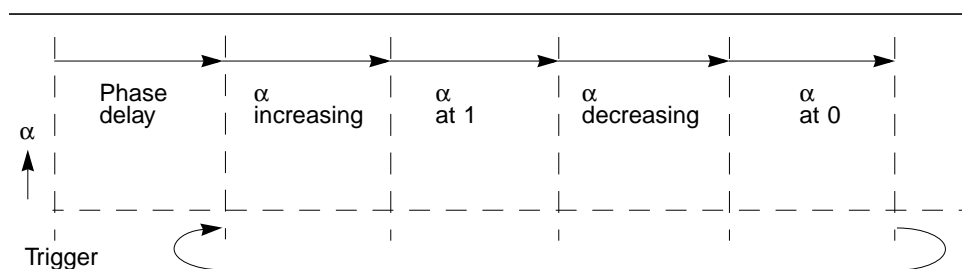 Phase
delay
α
increasing
α
at 1
α
decreasing
α
at 0
α
Trigger